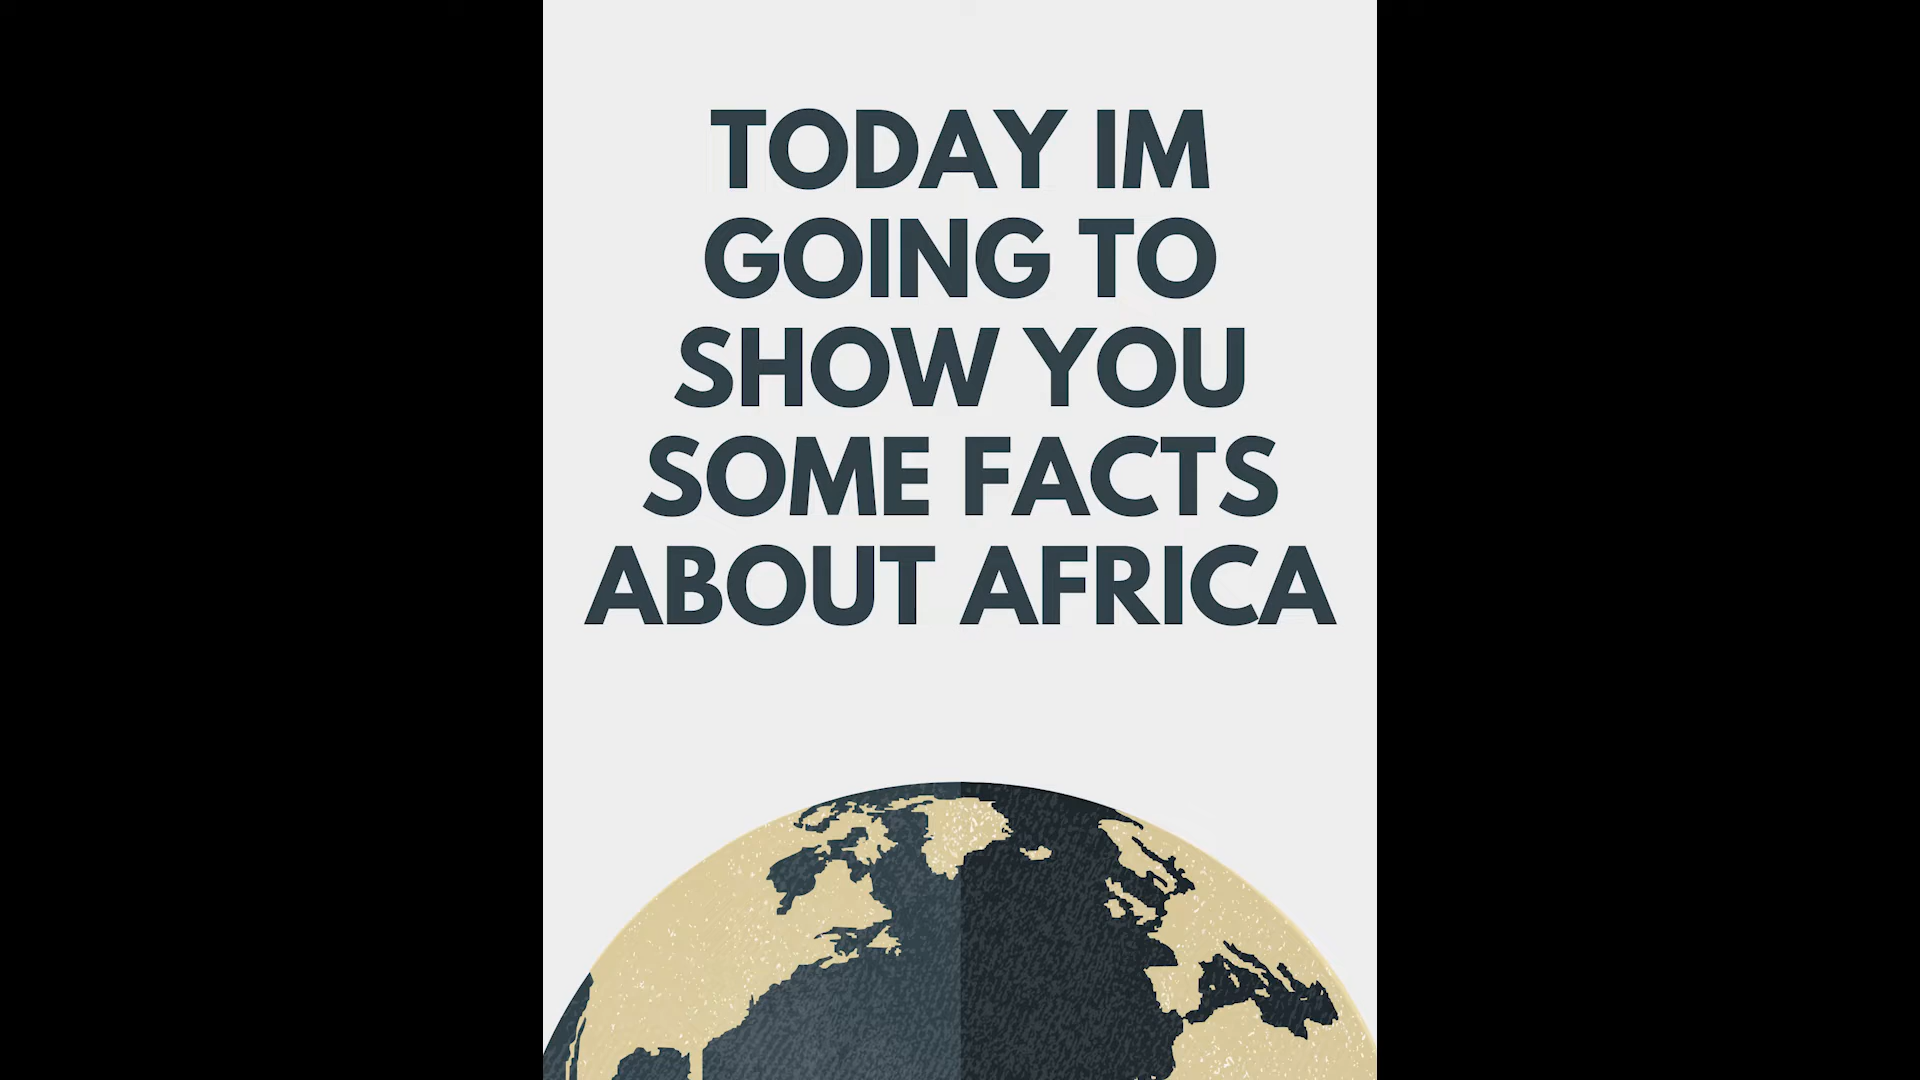 TODAY IM
GOING TO
SHOW YOU
SOME FACTS
ABOUT AFRICA